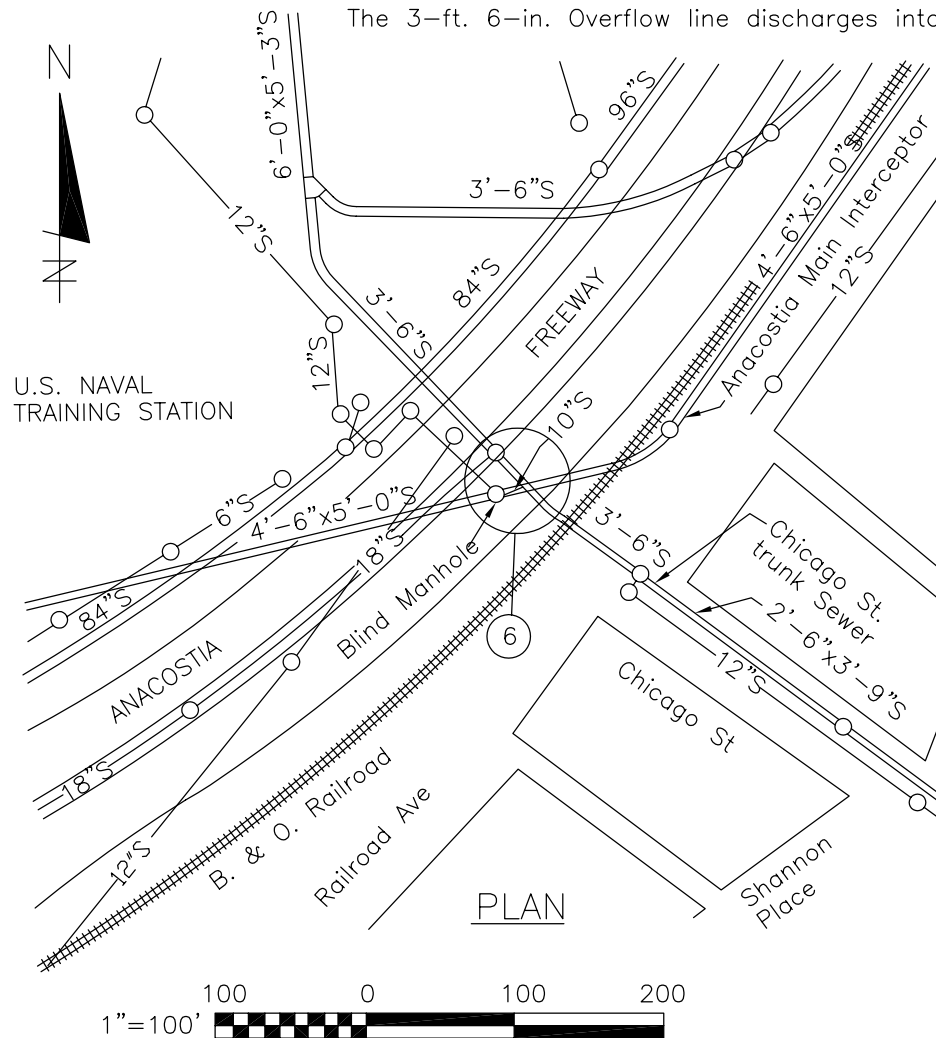 The 3-ft. 6-in. Overflow line discharges into
N
6'-0"x5'-3"S
96"S
3'-6"S
4'-6"x5'-0"S
Anacostia Main Interceptor
12"S
12"S
84"S
3'-6"S
FREEWAY
12"S
U.S. NAVAL
TRAINING STATION
10"S
6"S
4'-6"x5'-0"S
3'-6"S
18"S
Chicago St.
trunk Sewer
Blind Manhole
84"S
6
2'-6"x3'-9"S
12"S
ANACOSTIA
Chicago St
18"S
B. & O. Railroad
12"S
Railroad Ave
Shannon
Place
PLAN
100 0 100 200
1"=100'